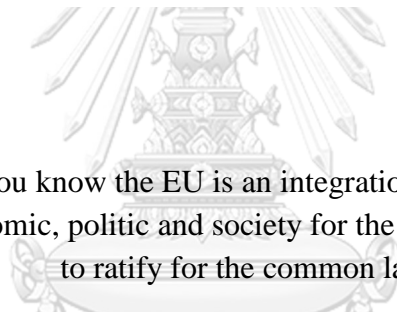 ou know the EU is an integratio
omic, politic and society for the
to ratify for the common la